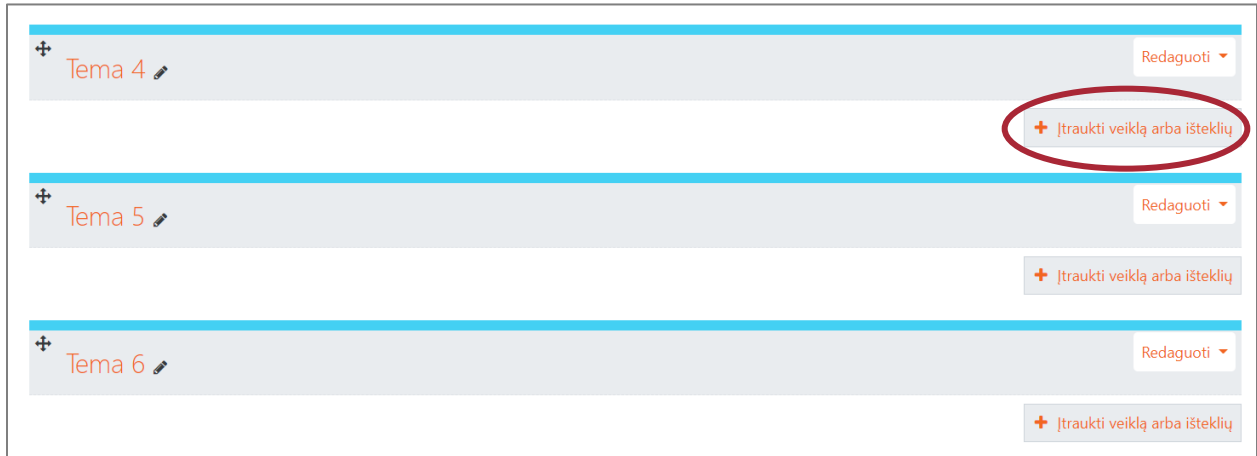 Tema 4
Redaguoti
Įtraukti veiklą arba išteklių
Tema 5
Redaguoti
Įtraukti veiklą arba išteklių
Tema 6
Redaguoti
Įtraukti veiklą arba išteklių